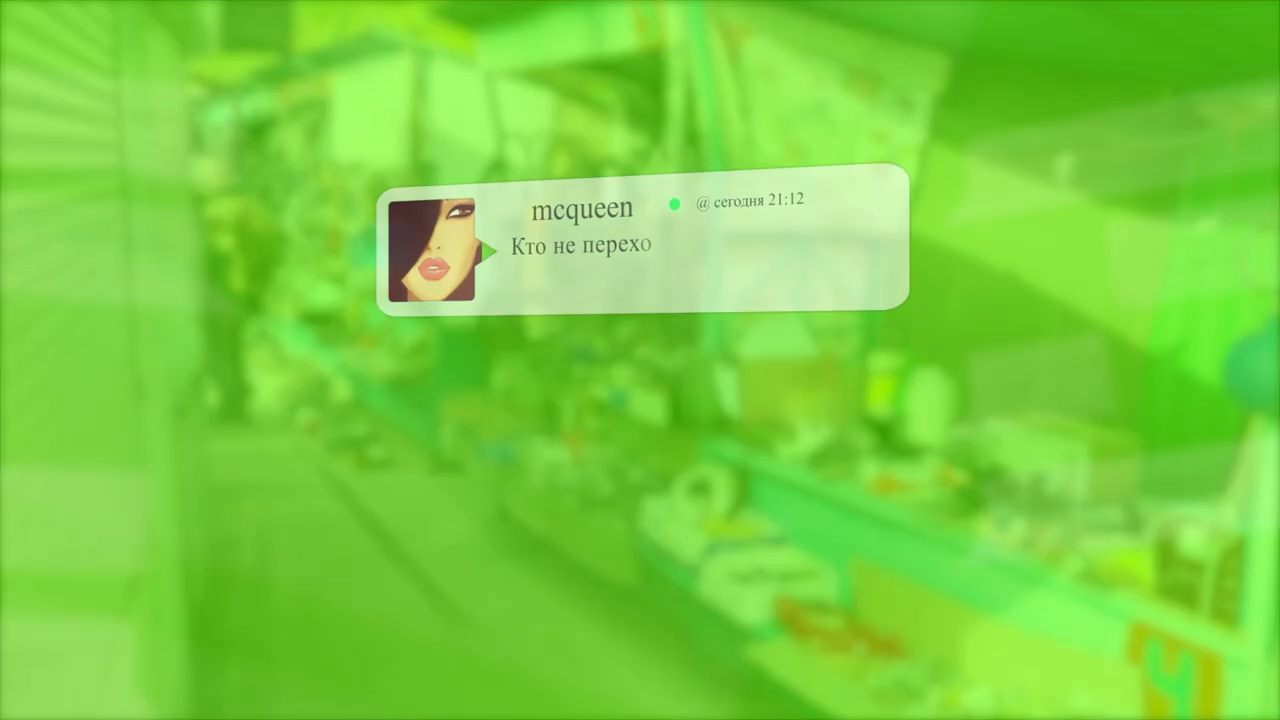 mcqueen @ сегодня 21:12
Кто не перехо
Ч